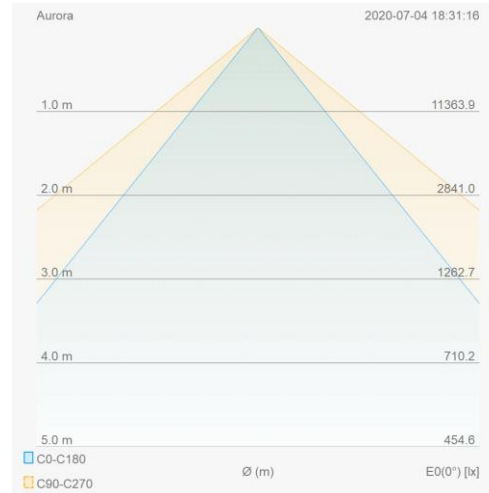 Aurora 2020-07-04 18:31:16
1.0 m 11363.9
2.0 m 2841.0
3.0 m 1262.7
4.0 m 710.2
5.0 m 454.6
C0-C180
C90-C270 Ø (m) E0(0°) [lx]